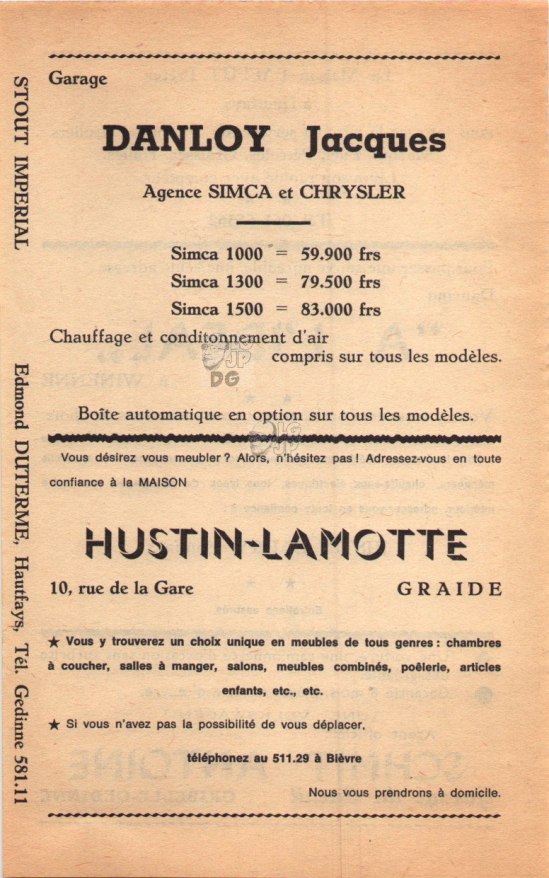 Garage
DANLOY Jacques
Agence SIMCA et CHRYSLER
Simca 1000 = 59.900 frs
Simca 1300 = 79.500 frs
Simca 1500 = 83.000 frs
Chauffage et conditonnement d'air
compris sur tous les modèles.
Boîte automatique en option sur tous les modèles.
Vous désirez vous meubler ? Alors, n'hésitez pas ! Adressez-vous en toute
confiance à la MAISON
HUSTIN-LAMOTTE
10, rue de la Gare GRAIDE
★ Vous y trouverez un choix unique en meubles de tous genres : chambres
à coucher, salles à manger, salons, meubles combinés, poêlerie, articles
enfants, etc., etc.
★ Si vous n'avez pas la possibilité de vous déplacer,
téléphonez au 511.29 à Bièvre
Nous vous prendrons à domicile.
STOUT IMPERIAL Edmond DUTERME, Hautfays, Tél. Gedinne 581.11
JP
DG